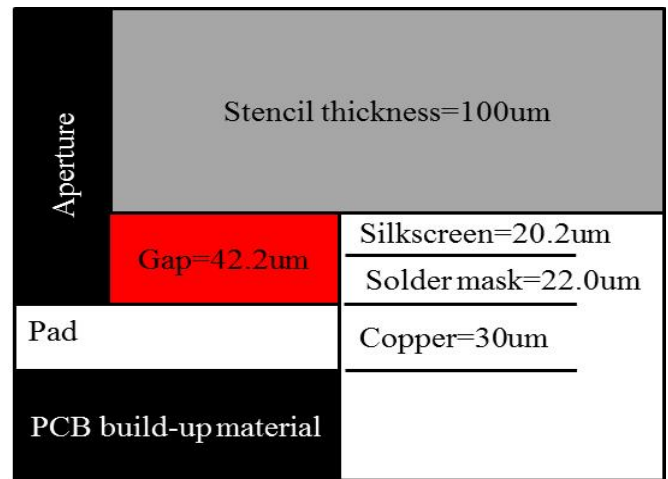 Aperture
Stencil thickness=100um
Gap=42.2um
Silkscreen=20.2um
Solder mask=22.0um
Pad
Copper=30um
PCB build-up material